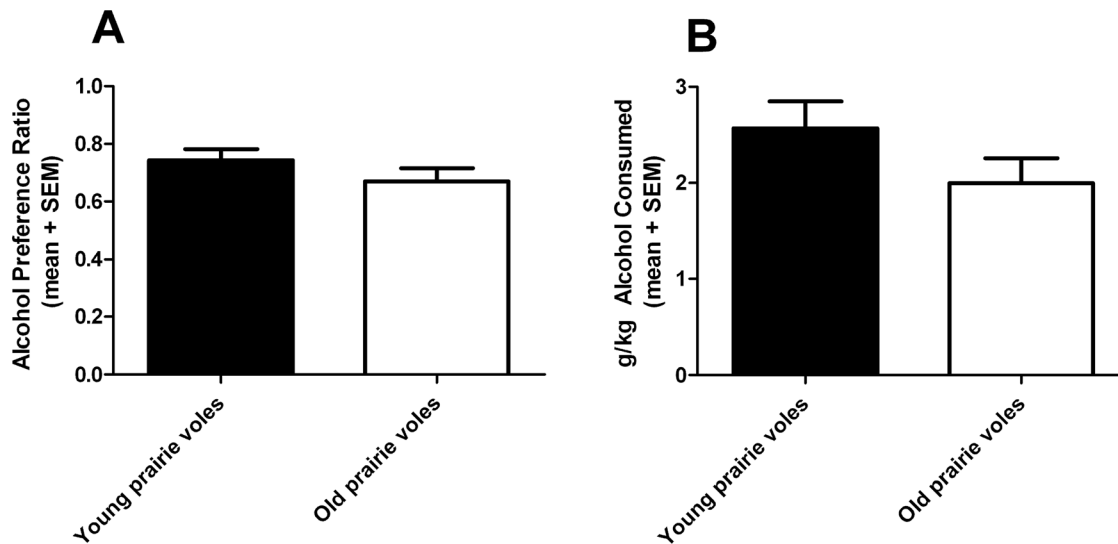 A
Alcohol Preference Ratio
(mean + SEM)
1.0
0.8
0.6
0.4
0.2
0.0
Young prairie voles
Old prairie voles
B
g/kg Alcohol Consumed
(mean + SEM)
3
2
1
0
Young prairie voles
Old prairie voles